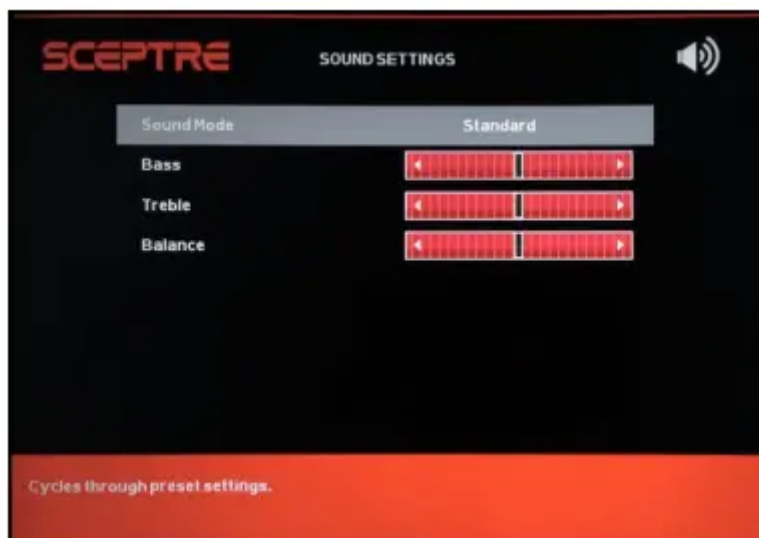 SCEPTRE
SOUND SETTINGS
Sound Mode Standard
Bass
Treble
Balance
Cycles through preset settings.